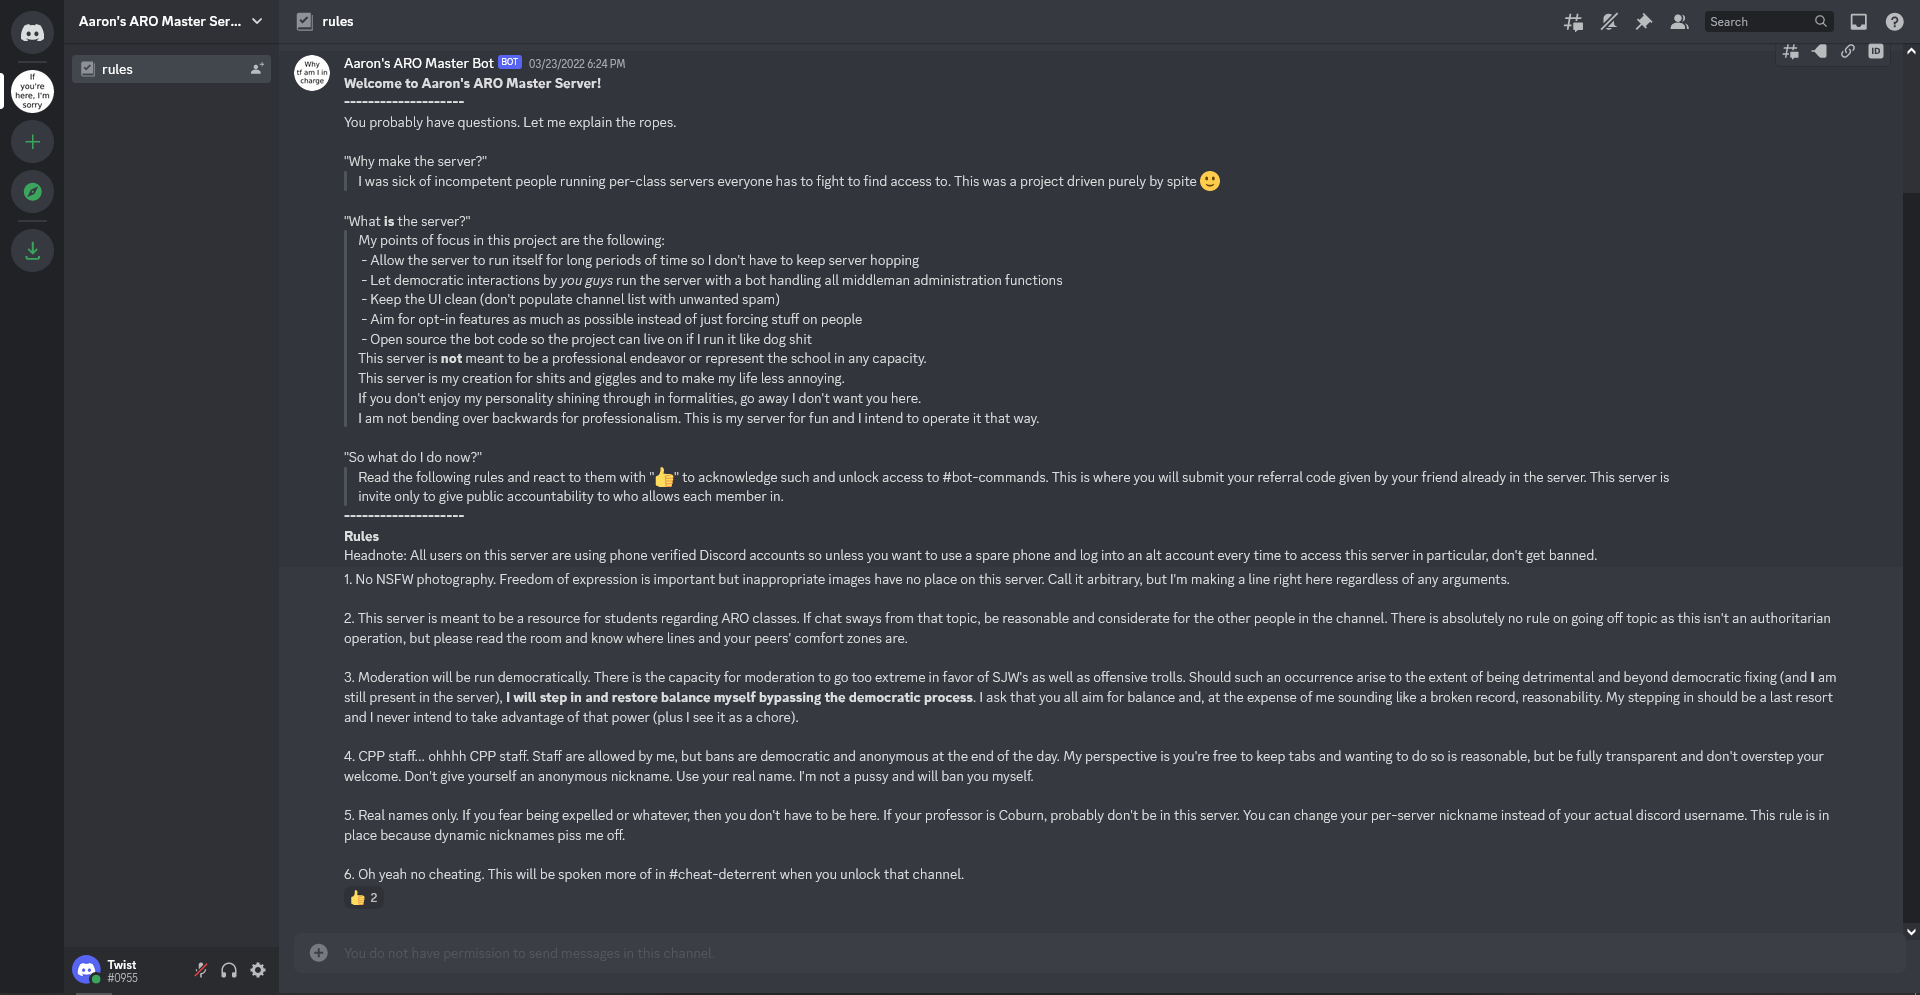 Aaron's ARO Master Ser...
rules
Search
If
you're
here, I'm
sorry
rules
Why
tf am I in
charge
Aaron's ARO Master Bot BOT 03/23/2022 6:24 PM
ID
Welcome to Aaron's ARO Master Server!
--------------------
You probably have questions. Let me explain the ropes.
"Why make the server?"
I was sick of incompetent people running per-class servers everyone has to fight to find access to. This was a project driven purely by spite 🙂
"What is the server?"
My points of focus in this project are the following:
- Allow the server to run itself for long periods of time so I don't have to keep server hopping
- Let democratic interactions by you guys run the server with a bot handling all middleman administration functions
- Keep the UI clean (don't populate channel list with unwanted spam)
- Aim for opt-in features as much as possible instead of just forcing stuff on people
- Open source the bot code so the project can live on if I run it like dog shit
This server is not meant to be a professional endeavor or represent the school in any capacity.
This server is my creation for shits and giggles and to make my life less annoying.
If you don't enjoy my personality shining through in formalities, go away I don't want you here.
I am not bending over backwards for professionalism. This is my server for fun and I intend to operate it that way.
"So what do I do now?"
Read the following rules and react to them with "👍" to acknowledge such and unlock access to #bot-commands. This is where you will submit your referral code given by your friend already in the server. This server is
invite only to give public accountability to who allows each member in.
--------------------
Rules
Headnote: All users on this server are using phone verified Discord accounts so unless you want to use a spare phone and log into an alt account every time to access this server in particular, don't get banned.
1. No NSFW photography. Freedom of expression is important but inappropriate images have no place on this server. Call it arbitrary, but I'm making a line right here regardless of any arguments.
2. This server is meant to be a resource for students regarding ARO classes. If chat sways from that topic, be reasonable and considerate for the other people in the channel. There is absolutely no rule on going off topic as this isn't an authoritarian
operation, but please read the room and know where lines and your peers' comfort zones are.
3. Moderation will be run democratically. There is the capacity for moderation to go too extreme in favor of SJW's as well as offensive trolls. Should such an occurrence arise to the extent of being detrimental and beyond democratic fixing (and I am
still present in the server), I will step in and restore balance myself bypassing the democratic process. I ask that you all aim for balance and, at the expense of me sounding like a broken record, reasonability. My stepping in should be a last resort
and I never intend to take advantage of that power (plus I see it as a chore).
4. CPP staff... ohhhh CPP staff. Staff are allowed by me, but bans are democratic and anonymous at the end of the day. My perspective is you're free to keep tabs and wanting to do so is reasonable, but be fully transparent and don't overstep your
welcome. Don't give yourself an anonymous nickname. Use your real name. I'm not a pussy and will ban you myself.
5. Real names only. If you fear being expelled or whatever, then you don't have to be here. If your professor is Coburn, probably don't be in this server. You can change your per-server nickname instead of your actual discord username. This rule is in
place because dynamic nicknames piss me off.
6. Oh yeah no cheating. This will be spoken more of in #cheat-deterrent when you unlock that channel.
👍 2
You do not have permission to send messages in this channel.
Twist
#0955